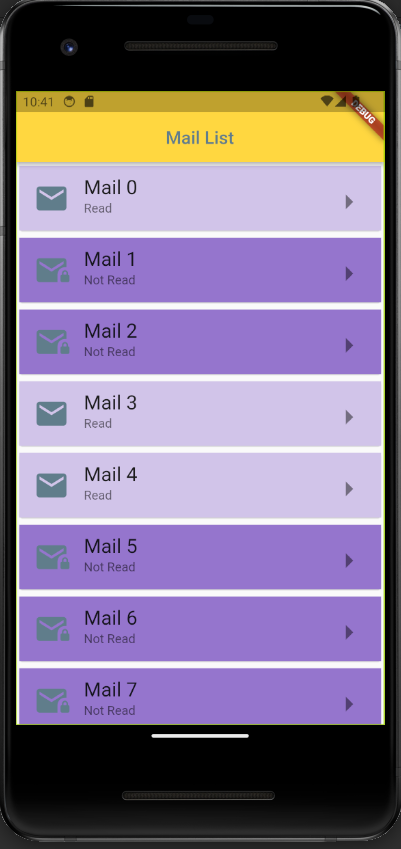 10:41
DEBUG
Mail List
Mail 0
Read
Mail 1
Not Read
Mail 2
Not Read
Mail 3
Read
Mail 4
Read
Mail 5
Not Read
Mail 6
Not Read
Mail 7
Not Read